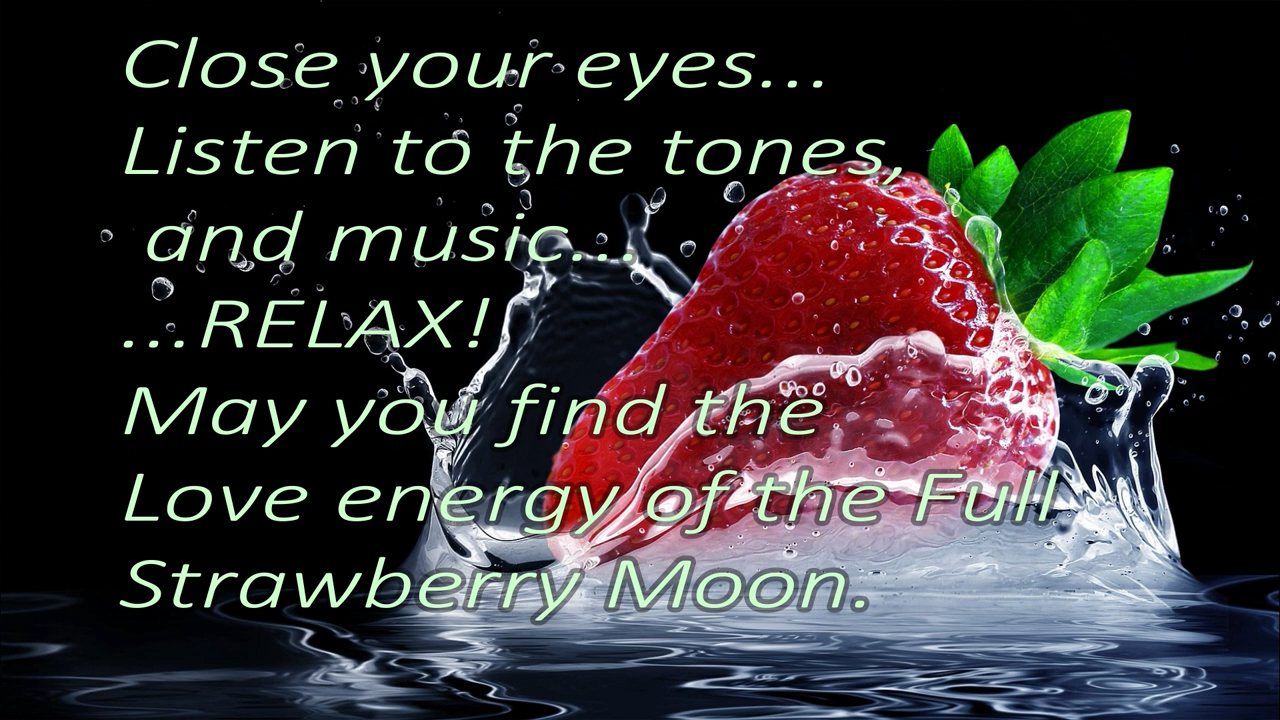 Close your eyes...
Listen to the tones,
and music...
...RELAX!
May you find the
Love energy of the Full
Strawberry Moon.